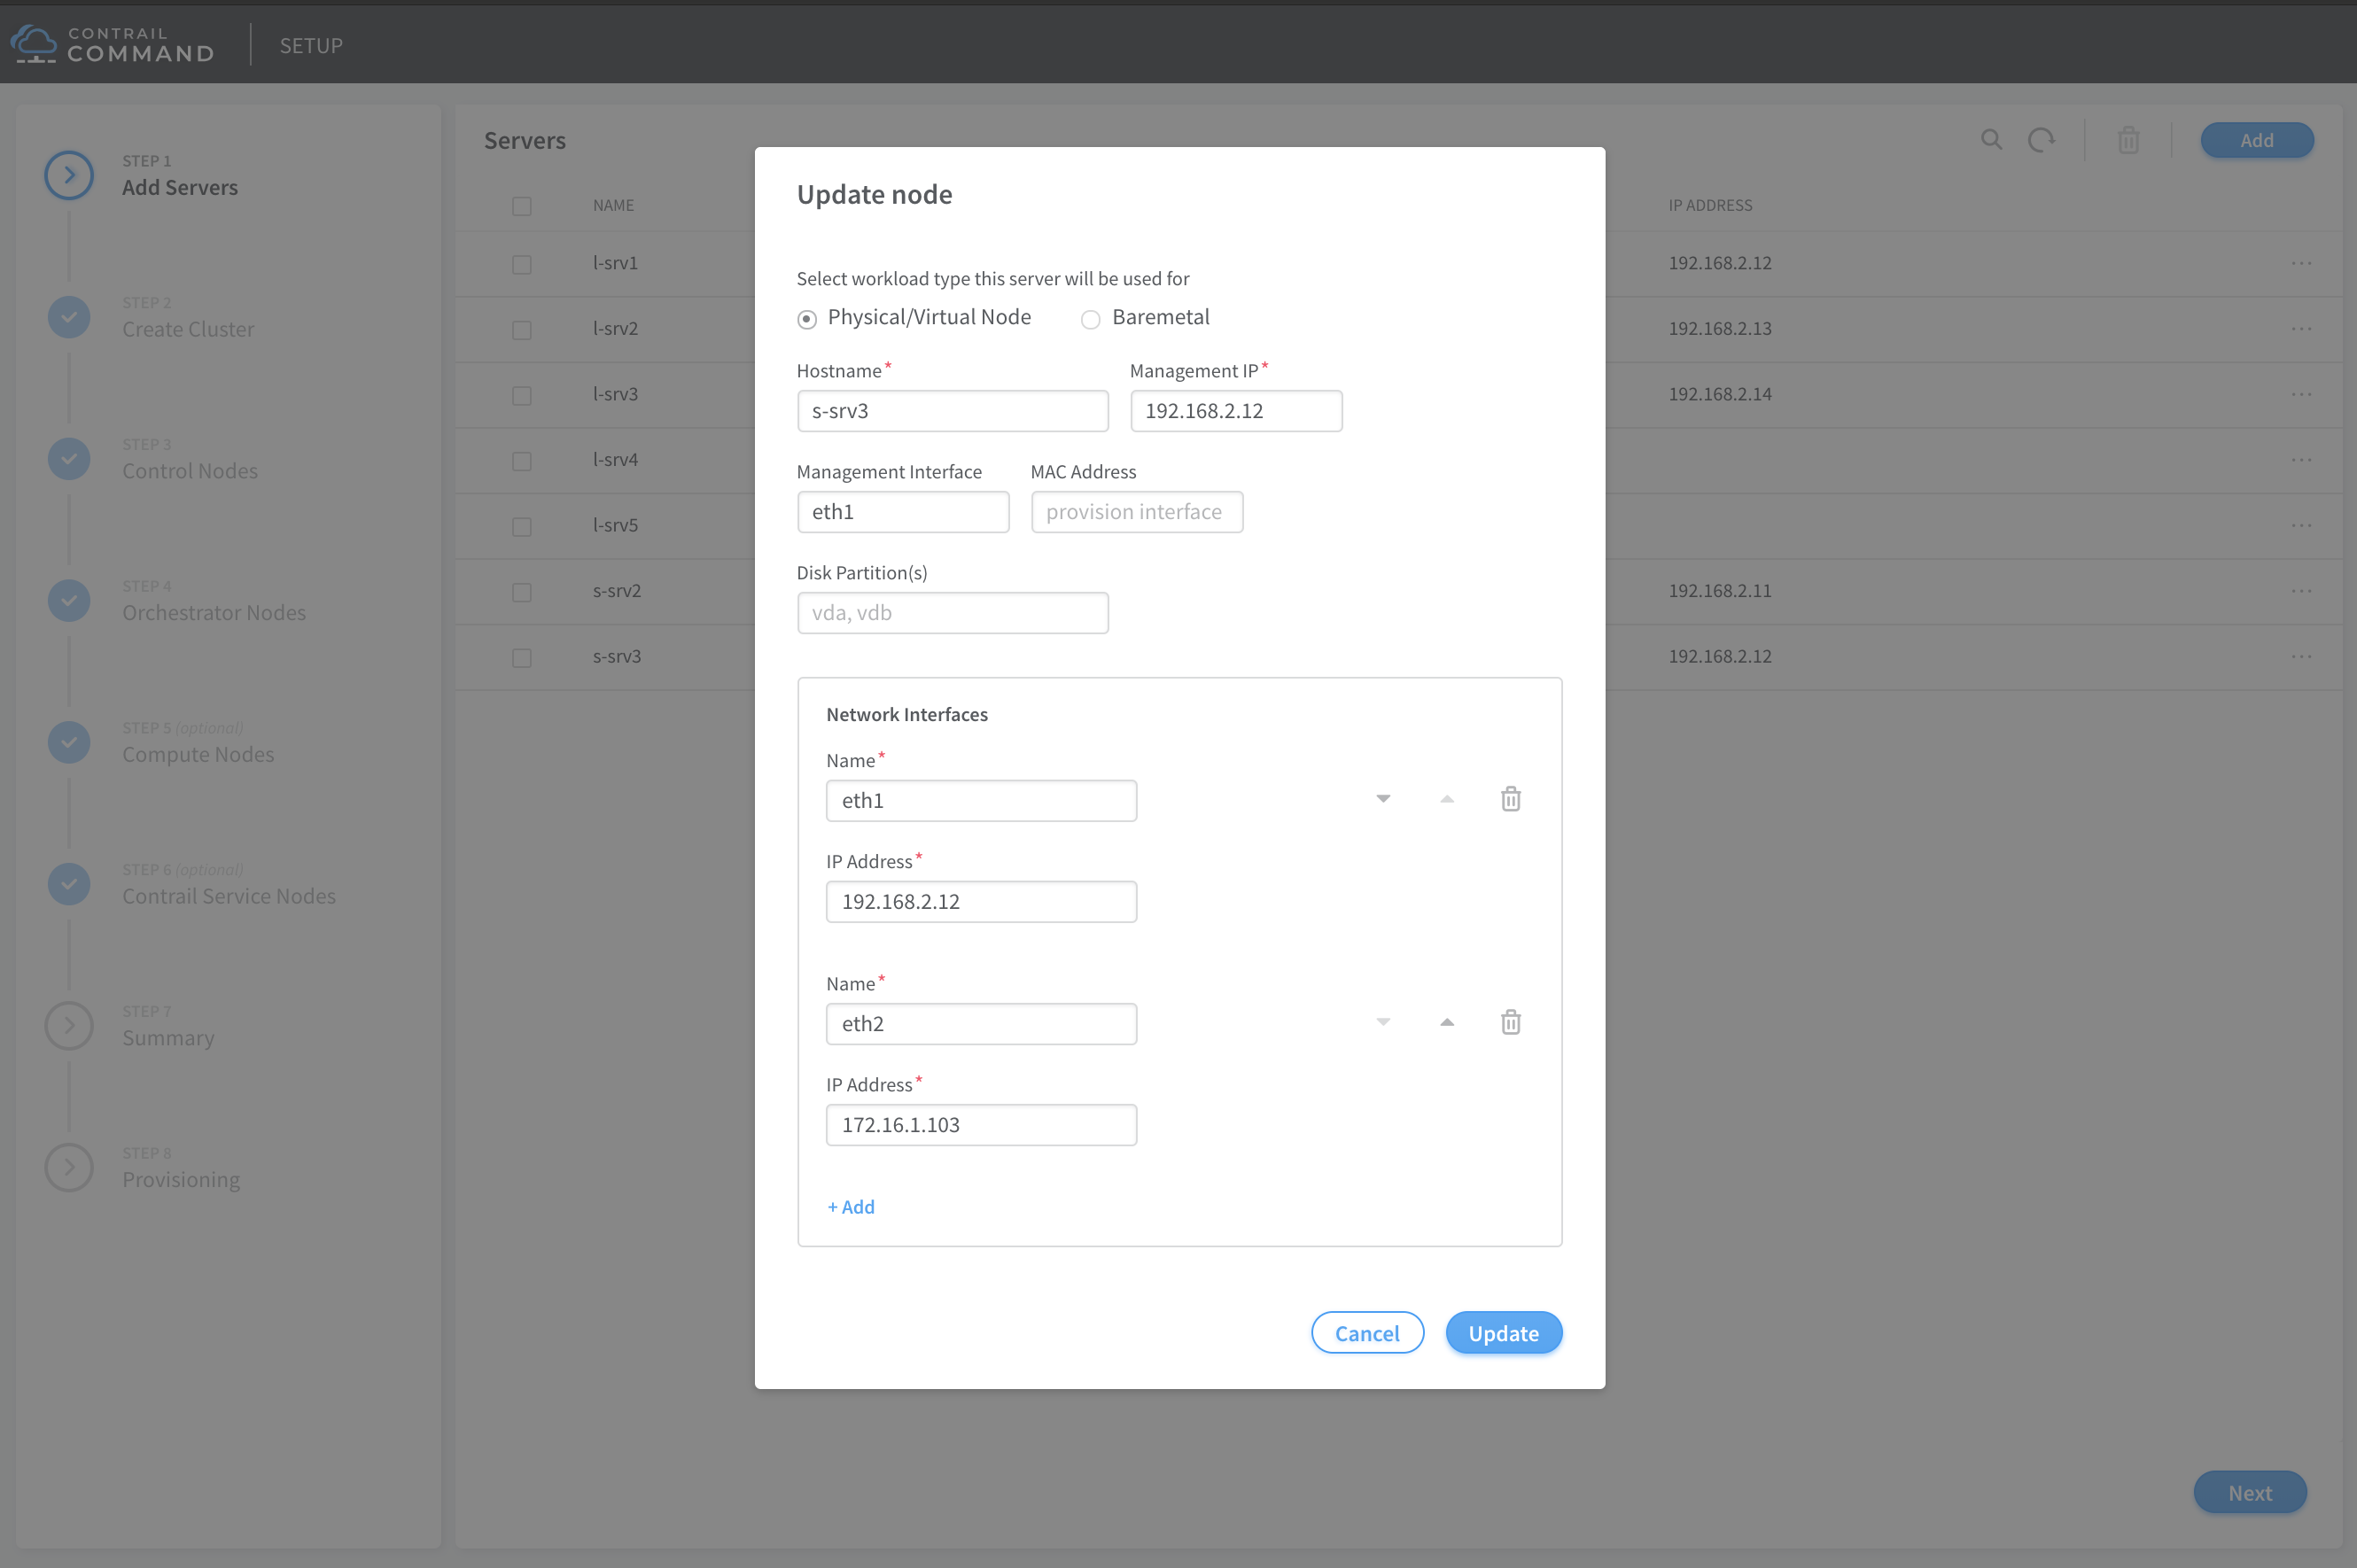 CONTRAIL
COMMAND
SETUP
STEP 1
Add Servers
STEP 2
Create Cluster
STEP 3
Control Nodes
STEP 4
Orchestrator Nodes
STEP 5 (optional)
Compute Nodes
STEP 6 (optional)
Contrail Service Nodes
STEP 7
Summary
STEP 8
Provisioning
Servers
Add
NAME
IP ADDRESS
l-srv1
192.168.2.12
l-srv2
192.168.2.13
l-srv3
192.168.2.14
l-srv4
l-srv5
s-srv2
192.168.2.11
s-srv3
192.168.2.12
Next
Update node
Select workload type this server will be used for
Physical/Virtual Node
Baremetal
Hostname*
Management IP*
s-srv3
192.168.2.12
Management Interface
MAC Address
eth1
provision interface
Disk Partition(s)
vda, vdb
Network Interfaces
Name*
eth1
IP Address*
192.168.2.12
Name*
eth2
IP Address*
172.16.1.103
+ Add
Cancel
Update